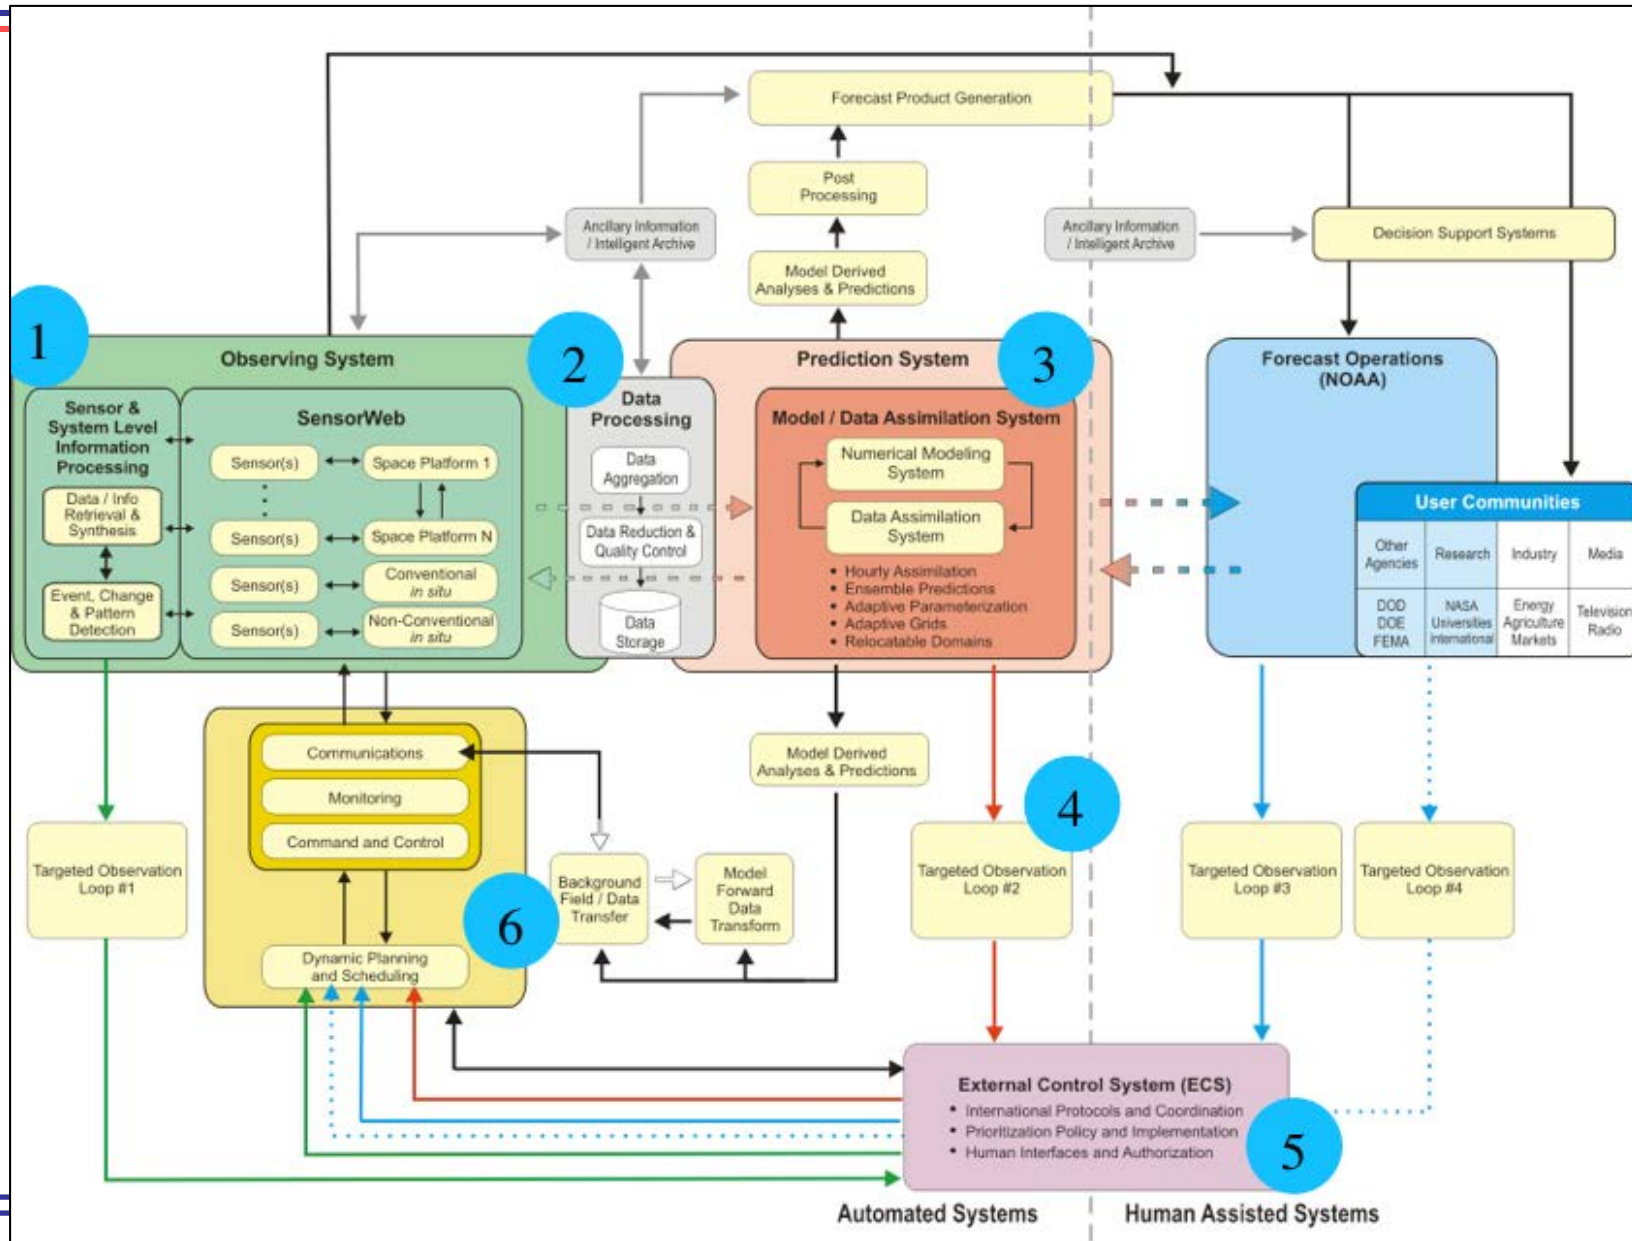 Forecast Product Generation
Post
Processing
Ancillary Information
/ Intelligent Archive
Ancillary Information
/ Intelligent Archive
Decision Support Systems
Model Derived
Analyses & Predictions
1
Observing System
2
Prediction System
3
Forecast Operations
(NOAA)
Sensor &
System Level
Information
Processing
Data / Info
Retrieval &
Synthesis
Event, Change
& Pattern
Detection
SensorWeb
Sensor(s)
Space Platform 1
Sensor(s)
Space Platform N
Sensor(s)
Conventional
in situ
Sensor(s)
Non-Conventional
in situ
Data
Processing
Data
Aggregation
Data Reduction &
Quality Control
Data
Storage
Model / Data Assimilation System
Numerical Modeling
System
Data Assimilation
System
• Hourly Assimilation
• Ensemble Predictions
• Adaptive Parameterization
• Adaptive Grids
• Relocatable Domains
User Communities
Other
Agencies
Research
Industry
Media
DOD
DOE
FEMA
NASA
Universities
International
Energy
Agriculture
Markets
Television
Radio
Communications
Monitoring
Command and Control
Dynamic Planning
and Scheduling
6
Model Derived
Analyses & Predictions
4
Targeted Observation
Loop #1
Background
Field / Data
Transfer
Model
Forward
Data
Transform
Targeted Observation
Loop #2
Targeted Observation
Loop #3
Targeted Observation
Loop #4
External Control System (ECS)
• International Protocols and Coordination
• Prioritization Policy and Implementation
• Human Interfaces and Authorization
5
Automated Systems
Human Assisted Systems